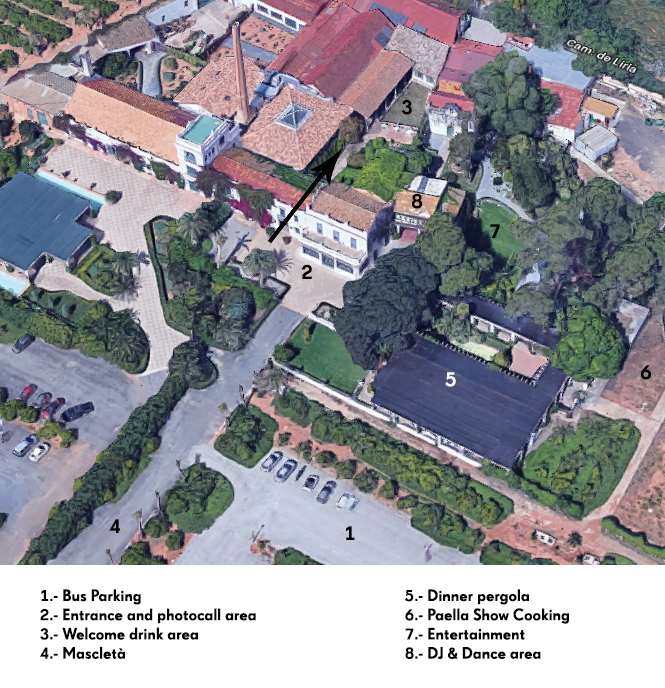 Cam. de Liria
3
8
7
2
5
6
4
1
1.- Bus Parking
2.- Entrance and photocall area
3.- Welcome drink area
4.- Mascletà
5.- Dinner pergola
6.- Paella Show Cooking
7.- Entertainment
8.- DJ & Dance area